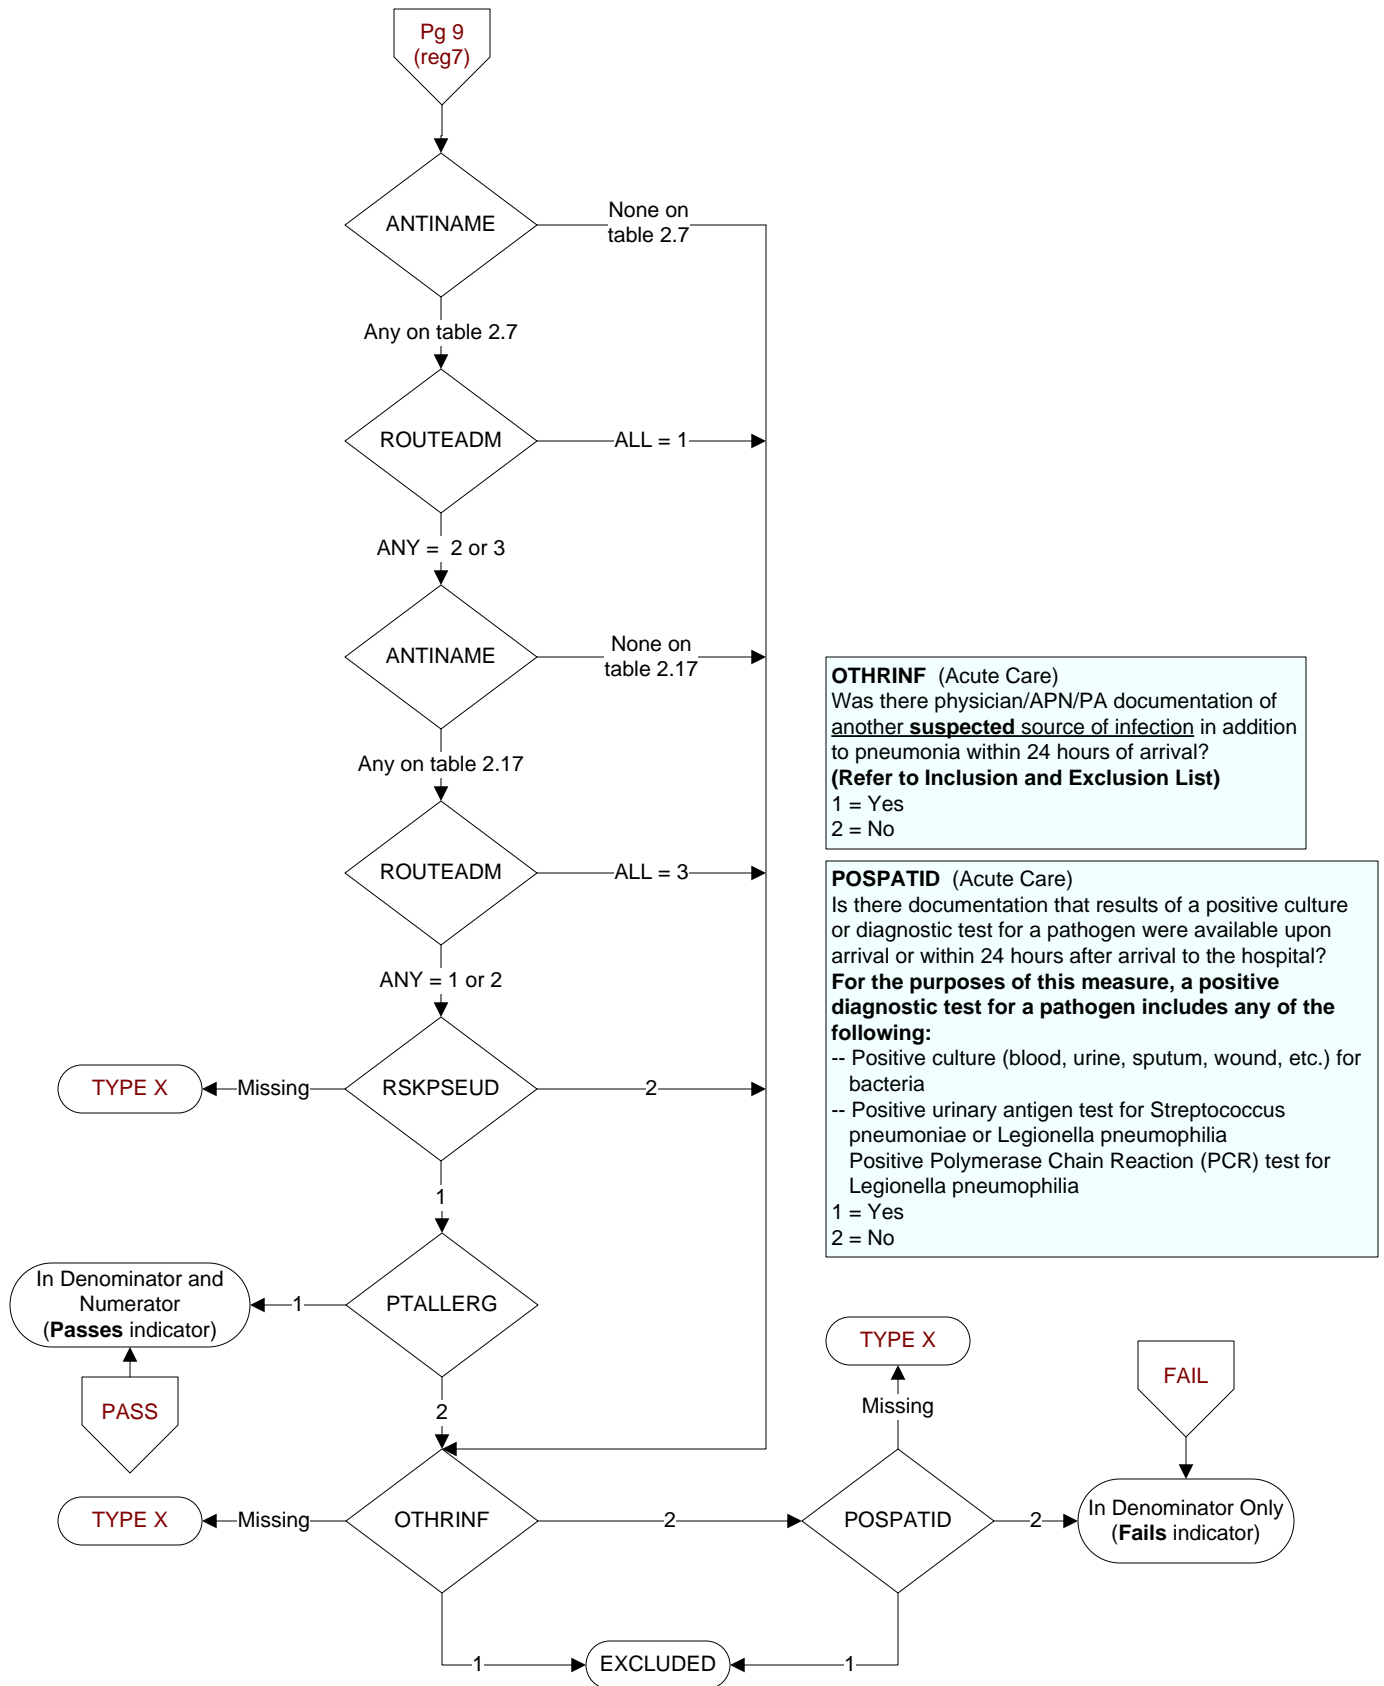 Pg 9
(reg7)
ANTINAME
None on
table 2.7
Any on table 2.7
ROUTEADM
ALL = 1
ANY =  2 or 3
ANTINAME
None on
table 2.17
Any on table 2.17
ROUTEADM
ALL = 3
ANY = 1 or 2
TYPE X
Missing
RSKPSEUD
2
1
In Denominator and
Numerator
(Passes indicator)
1
PTALLERG
PASS
2
TYPE X
Missing
OTHRINF
2
1
EXCLUDED
1
OTHRINF  (Acute Care)
Was there physician/APN/PA documentation of
another suspected source of infection in addition
to pneumonia within 24 hours of arrival?
(Refer to Inclusion and Exclusion List)
1 = Yes
2 = No
POSPATID  (Acute Care)
Is there documentation that results of a positive culture
or diagnostic test for a pathogen were available upon
arrival or within 24 hours after arrival to the hospital?
For the purposes of this measure, a positive
diagnostic test for a pathogen includes any of the
following:
-- Positive culture (blood, urine, sputum, wound, etc.) for
bacteria
-- Positive urinary antigen test for Streptococcus
pneumoniae or Legionella pneumophilia
Positive Polymerase Chain Reaction (PCR) test for
Legionella pneumophilia
1 = Yes
2 = No
TYPE X
Missing
POSPATID
2
FAIL
In Denominator Only
(Fails indicator)